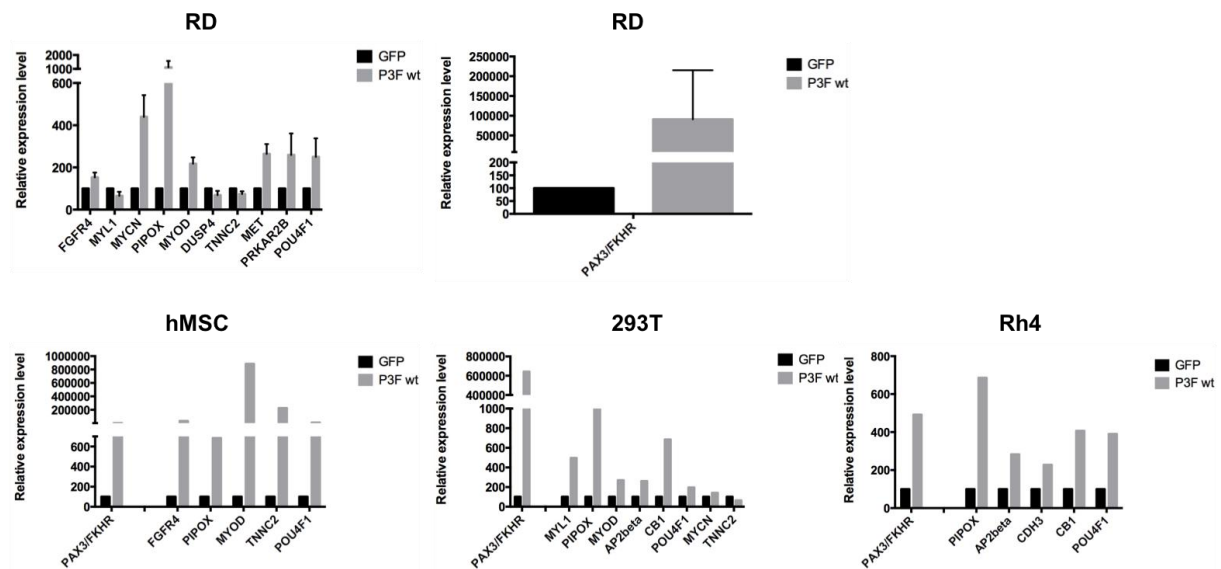 RD
Relative expression level
2000
1000
600
400
200
0
FGFR4
MYL1
MYCN
PIPOX
MYOD
DUSP4
TNNC2
MET
PRKAR2B
POU4F1
GFP
P3F wt
RD
Relative expression level
250000
200000
150000
100000
50000
200
150
100
50
0
PAX3/FKHR
GFP
P3F wt
hMSC
Relative expression level
1000000
800000
600000
400000
200000
600
400
200
0
PAX3/FKHR
FGFR4
PIPOX
MYOD
TNNC2
POU4F1
GFP
P3F wt
293T
Relative expression level
800000
600000
400000
1000
800
600
400
200
0
PAX3/FKHR
MYL1
PIPOX
MYOD
AP2beta
CB1
POU4F1
MYCN
TNNC2
GFP
P3F wt
Rh4
Relative expression level
800
600
400
200
0
PAX3/FKHR
PIPOX
AP2beta
CDH3
CB1
POU4F1
GFP
P3F wt